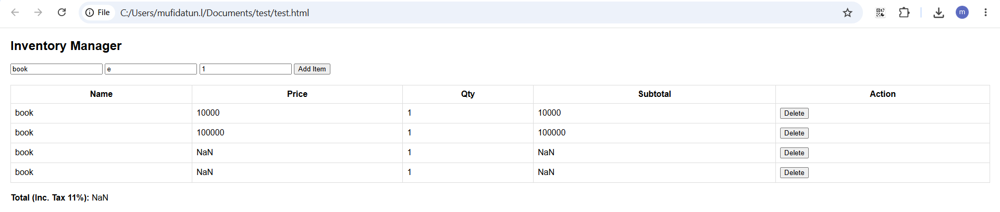 File C:/Users/mufidatun.l/Documents/test/test.html m
Inventory Manager
book e 1 Add Item
Name Price Qty Subtotal Action
book 10000 1 10000 Delete
book 100000 1 100000 Delete
book NaN 1 NaN Delete
book NaN 1 NaN Delete
Total (Inc. Tax 11%): NaN